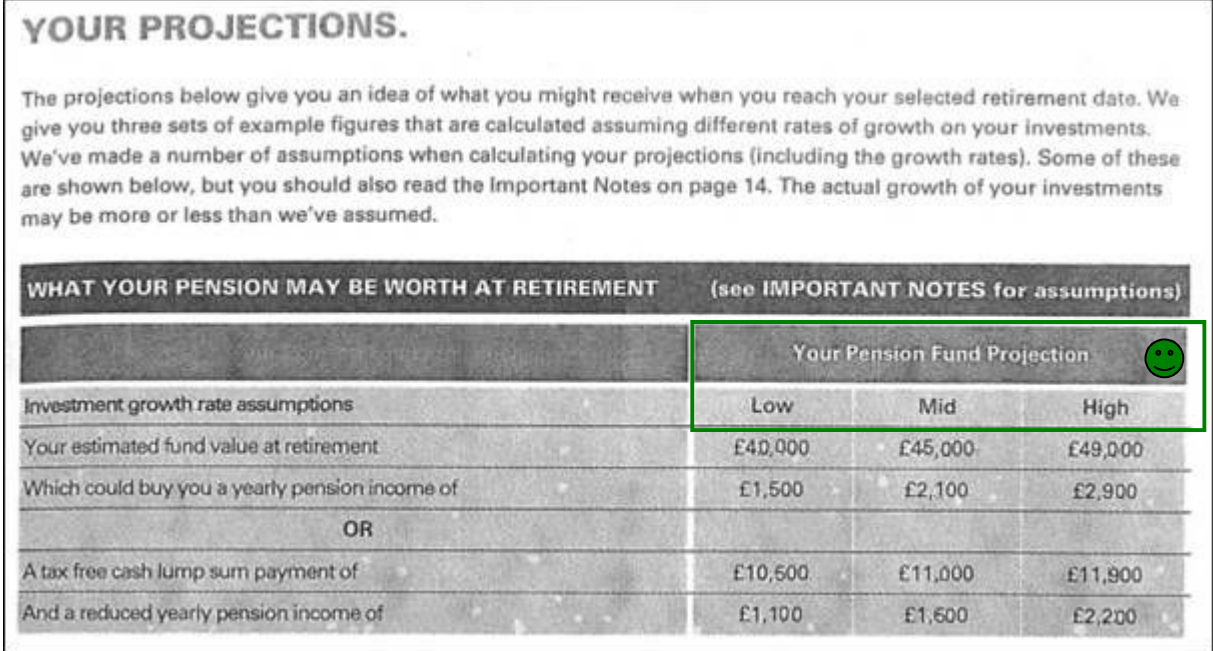 YOUR PROJECTIONS.
The projections below give you an idea of what you might receive when you reach your selected retirement date. We
give you three sets of example figures that are calculated assuming different rates of growth on your investments.
We've made a number of assumptions when calculating your projections (including the growth rates). Some of these
are shown below, but you should also read the Important Notes on page 14. The actual growth of your investments
may be more or less than we've assumed.
WHAT YOUR PENSION MAY BE WORTH AT RETIREMENT (see IMPORTANT NOTES for assumptions)
Your Pension Fund Projection
Investment growth rate assumptions Low Mid High
Your estimated fund value at retirement £40,000 £45,000 £49,000
Which could buy you a yearly pension income of £1,500 £2,100 £2,900
OR
A tax free cash lump sum payment of £10,500 £11,000 £11,900
And a reduced yearly pension income of £1,100 £1,600 £2,200